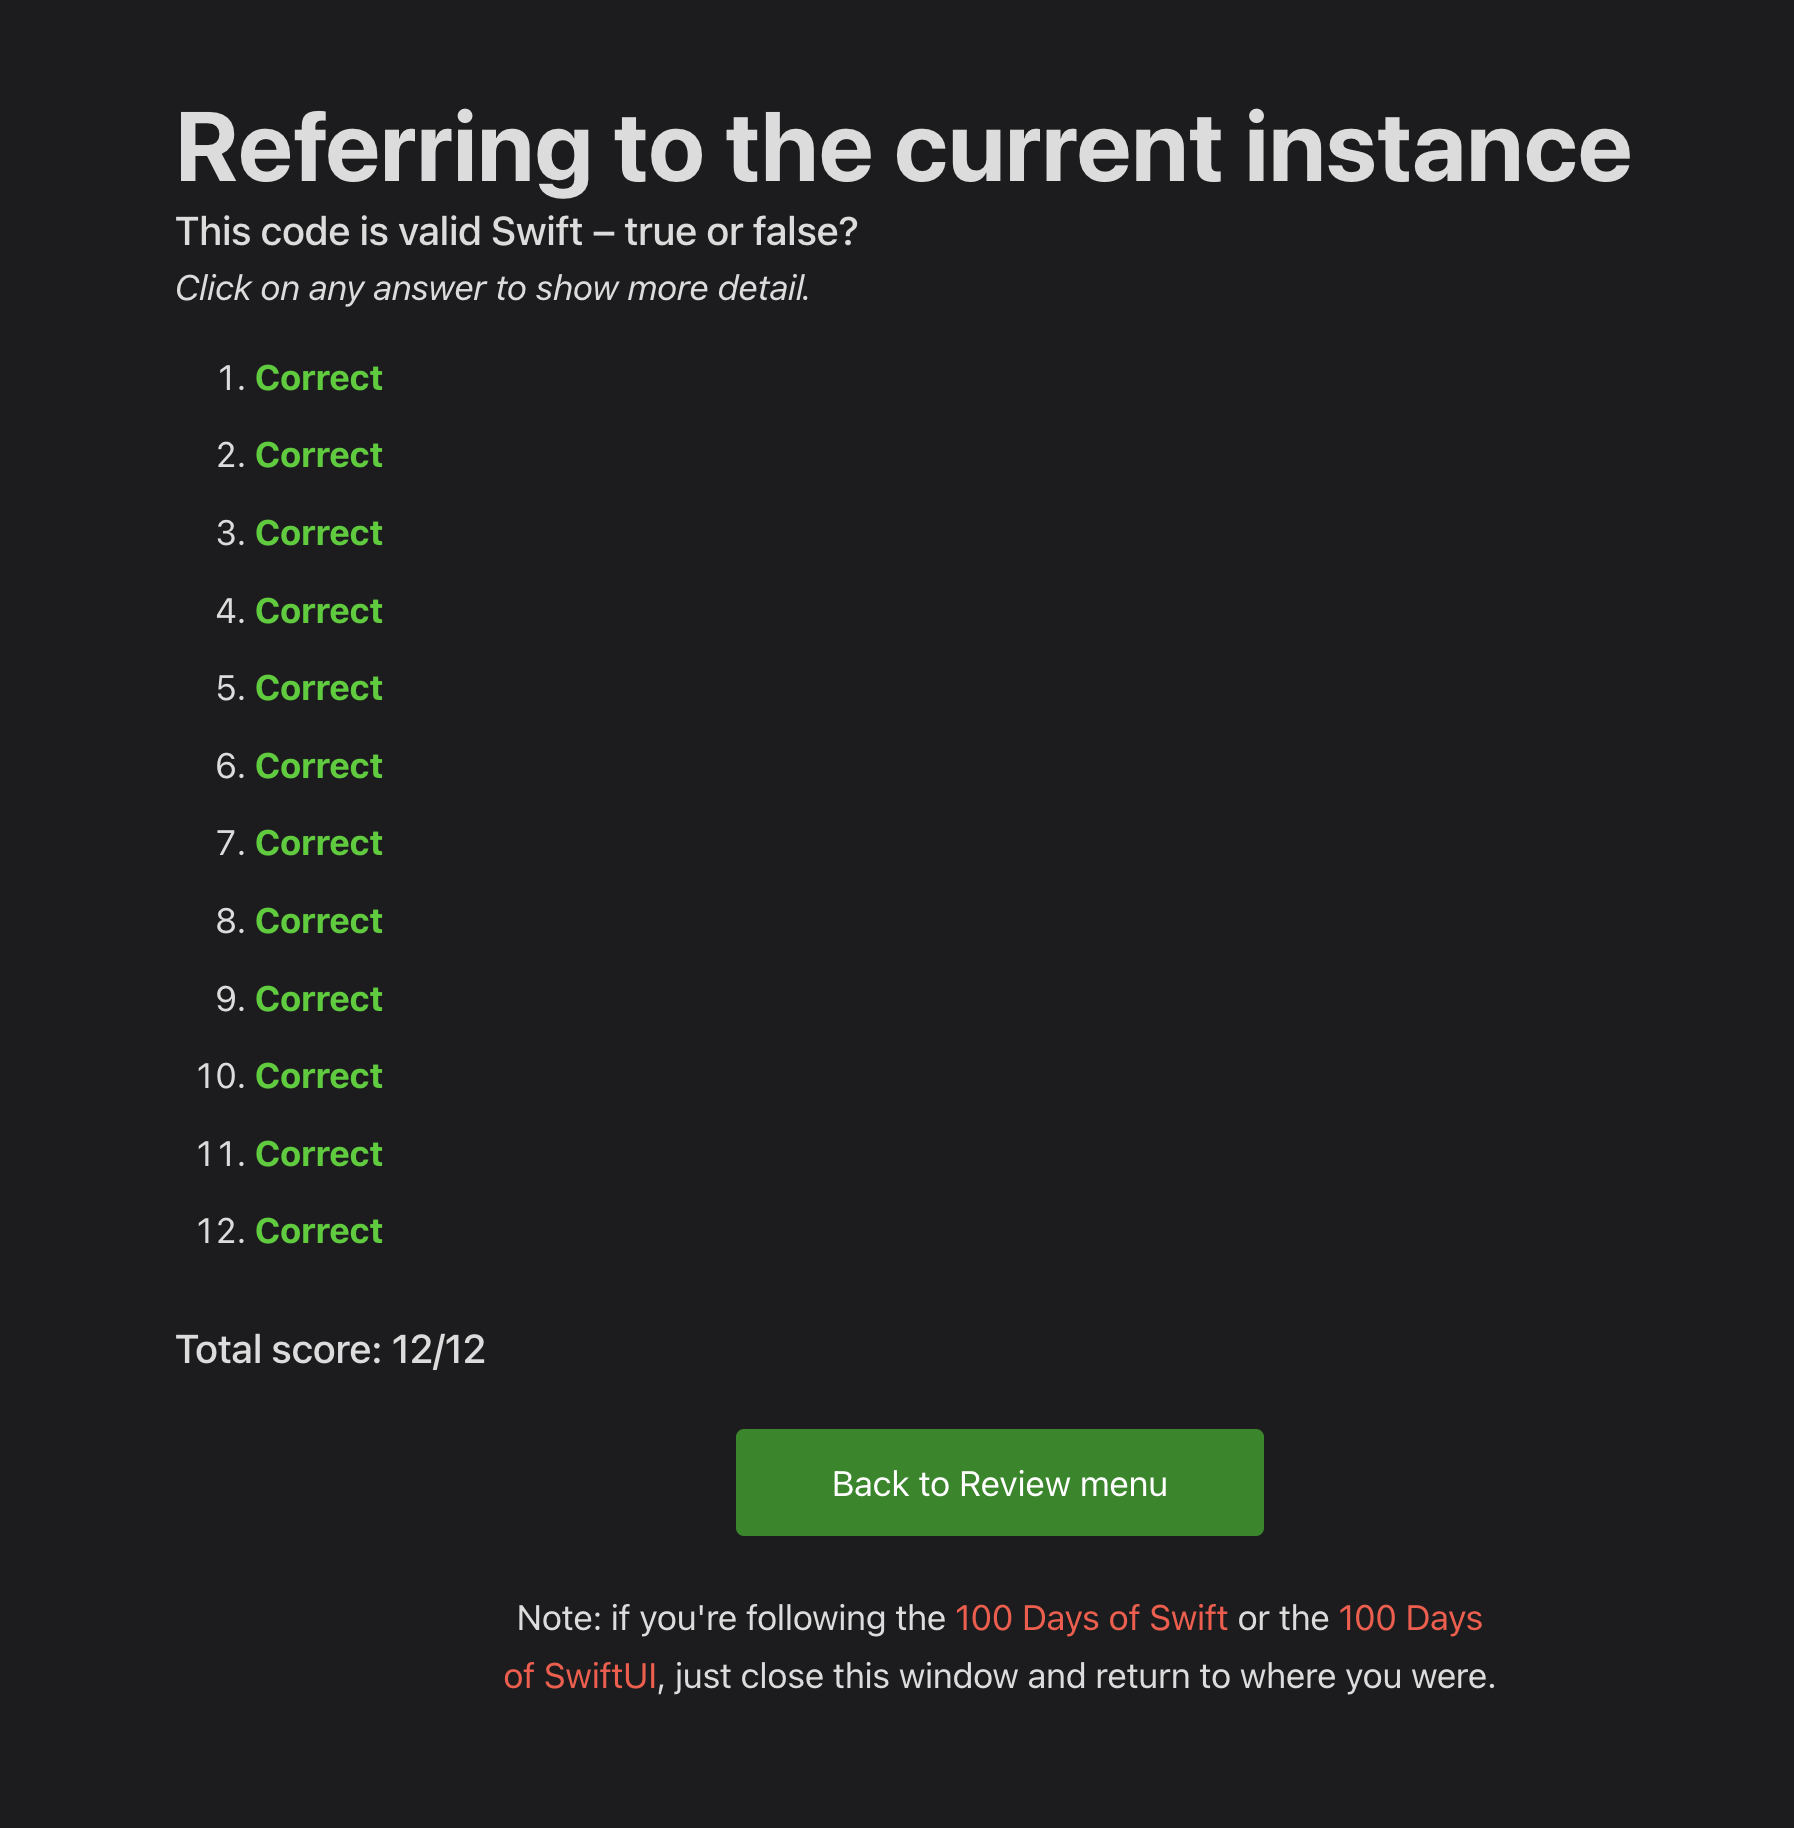 Referring to the current instance
This code is valid Swift – true or false?
Click on any answer to show more detail.
1. Correct
2. Correct
3. Correct
4. Correct
5. Correct
6. Correct
7. Correct
8. Correct
9. Correct
10. Correct
11. Correct
12. Correct
Total score: 12/12
Back to Review menu
Note: if you're following the 100 Days of Swift or the 100 Days
of SwiftUI, just close this window and return to where you were.